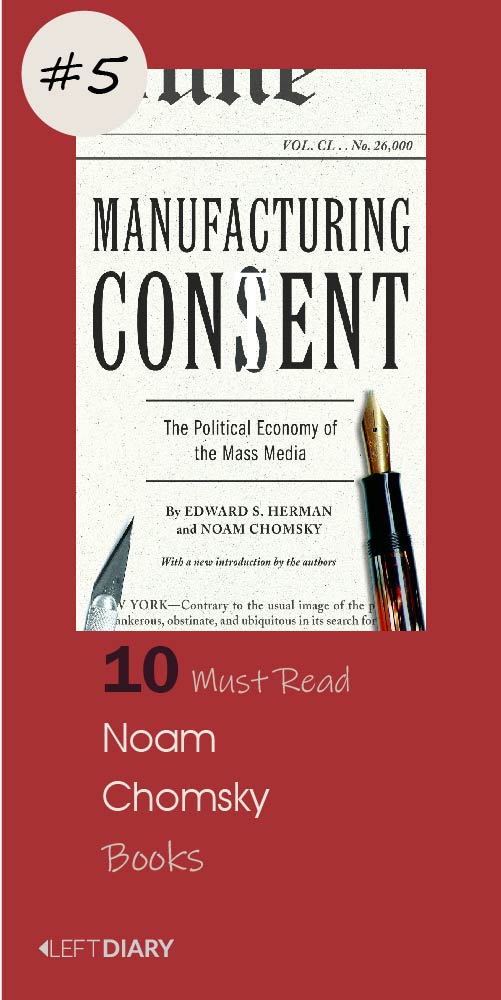 #5
VOL. CL . . No. 26,000
MANUFACTURING
CONSENT
The Political Economy of
the Mass Media
By EDWARD S. HERMAN
and NOAM CHOMSKY
With a new introduction by the authors
YORK—Contrary to the usual image of the
ankerous, obstinate, and ubiquitous in its search for
10 Must Read
Noam
Chomsky
Books
LEFTDIARY